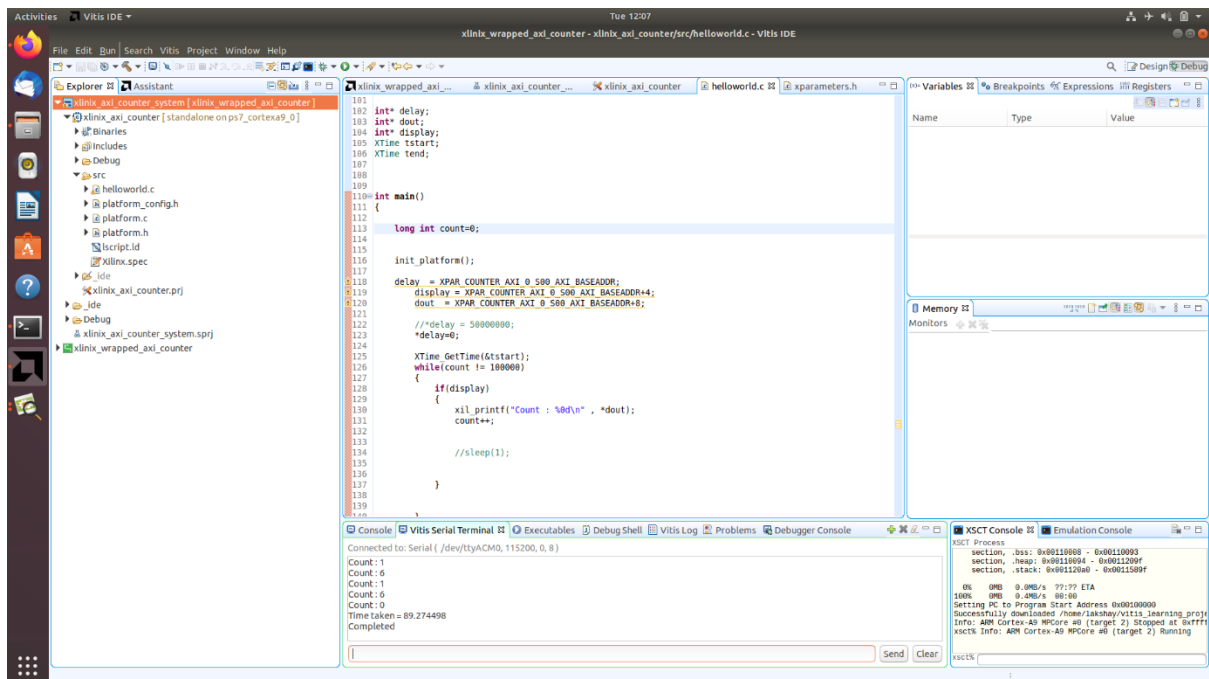 Activities Vitis IDE Tue 12:07
xlinix_wrapped_axi_counter - xlinix_axi_counter/src/helloworld.c - Vitis IDE
File Edit Run Search Vitis Project Window Help
Design Debug
Explorer Assistant
xlinix_axi_counter_system [ xlinix_wrapped_axi_counter ]
xlinix_axi_counter [ standalone on ps7_cortexa9_0 ]
Binaries
Includes
Debug
src
helloworld.c
platform_config.h
platform.c
platform.h
lscript.ld
Xilinx.spec
_ide
xlinix_axi_counter.prj
_ide
Debug
xlinix_axi_counter_system.sprj
xlinix_wrapped_axi_counter
xlinix_wrapped_axi_... xlinix_axi_counter_... xlinix_axi_counter helloworld.c xparameters.h
101
102 int* delay;
103 int* dout;
104 int* display;
105 XTime tstart;
106 XTime tend;
107
108
109
110 int main()
111 {
112
113 long int count=0;
114
115
116 init_platform();
117
118 delay = XPAR_COUNTER_AXI_0_S00_AXI_BASEADDR;
119 display = XPAR_COUNTER_AXI_0_S00_AXI_BASEADDR+4;
120 dout = XPAR_COUNTER_AXI_0_S00_AXI_BASEADDR+8;
121
122 //*delay = 50000000;
123 *delay=0;
124
125 XTime_GetTime(&tstart);
126 while(count != 100000)
127 {
128 if(display)
129 {
130 xil_printf("Count : %0d\n" , *dout);
131 count++;
132
133
134 //sleep(1);
135
136
137 }
138
139
Variables Breakpoints Expressions Registers
Name Type Value
Memory
Monitors
Console Vitis Serial Terminal Executables Debug Shell Vitis Log Problems Debugger Console
Connected to: Serial ( /dev/ttyACM0, 115200, 0, 8 )
Count : 1
Count : 6
Count : 1
Count : 6
Count : 0
Time taken = 89.274498
Completed
Send Clear
XSCT Console Emulation Console
XSCT Process
section, .bss: 0x00110008 - 0x00110093
section, .heap: 0x00110094 - 0x0011209f
section, .stack: 0x001120a0 - 0x0011589f
0% 0MB 0.0MB/s ??:?? ETA
100% 0MB 0.4MB/s 00:00
Setting PC to Program Start Address 0x00100000
Successfully downloaded /home/lakshay/vitis_learning_proje
Info: ARM Cortex-A9 MPCore #0 (target 2) Stopped at 0xffff
xsct% Info: ARM Cortex-A9 MPCore #0 (target 2) Running
xsct%